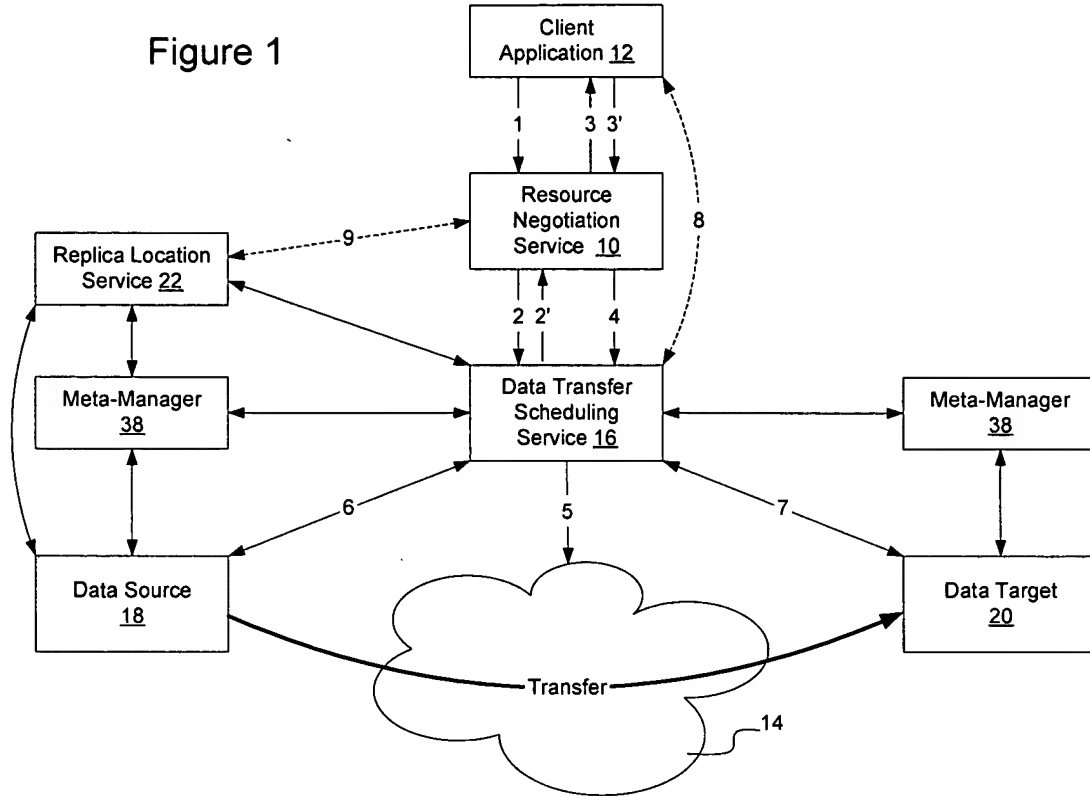 Figure 1
Client
Application 12
1
3
3'
Resource
Negotiation
Service 10
8
9
Replica Location
Service 22
2
2'
4
Meta-Manager
38
Data Transfer
Scheduling
Service 16
Meta-Manager
38
6
5
7
Data Source
18
Data Target
20
Transfer
14